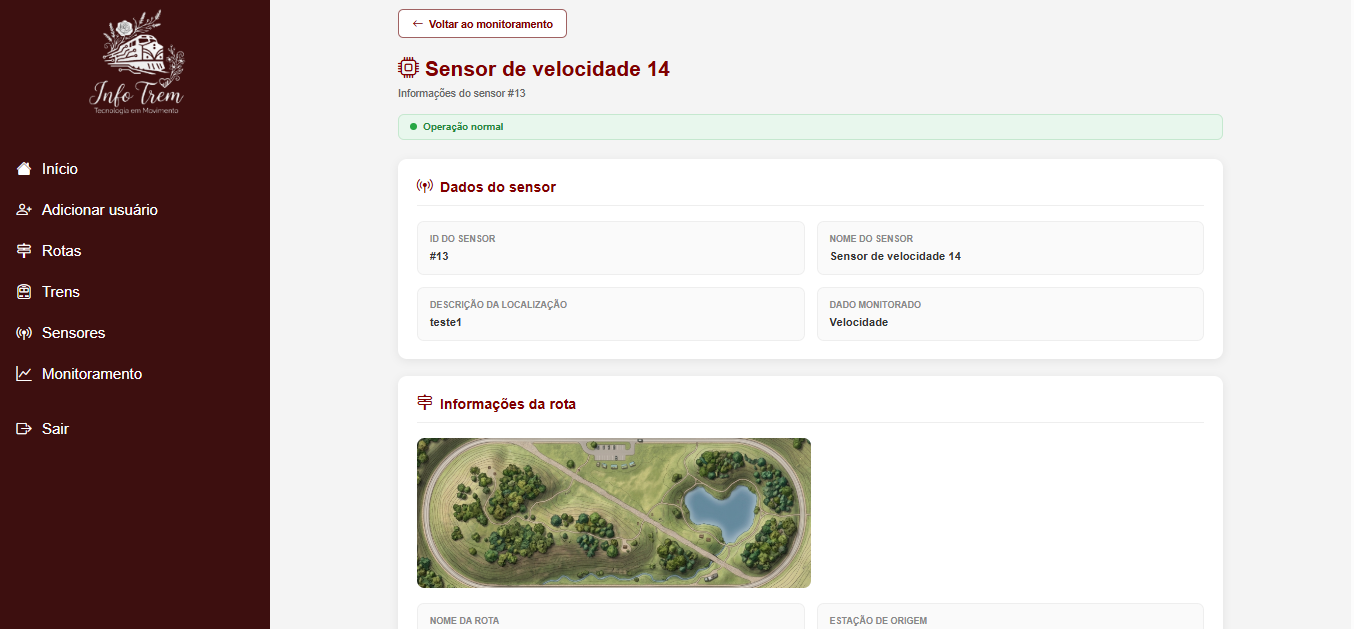 Info Trem
Tecnologia em Movimento
Início
Adicionar usuário
Rotas
Trens
Sensores
Monitoramento
Sair
← Voltar ao monitoramento
Sensor de velocidade 14
Informações do sensor #13
Operação normal
Dados do sensor
ID DO SENSOR
#13
NOME DO SENSOR
Sensor de velocidade 14
DESCRIÇÃO DA LOCALIZAÇÃO
teste1
DADO MONITORADO
Velocidade
Informações da rota
NOME DA ROTA
ESTAÇÃO DE ORIGEM